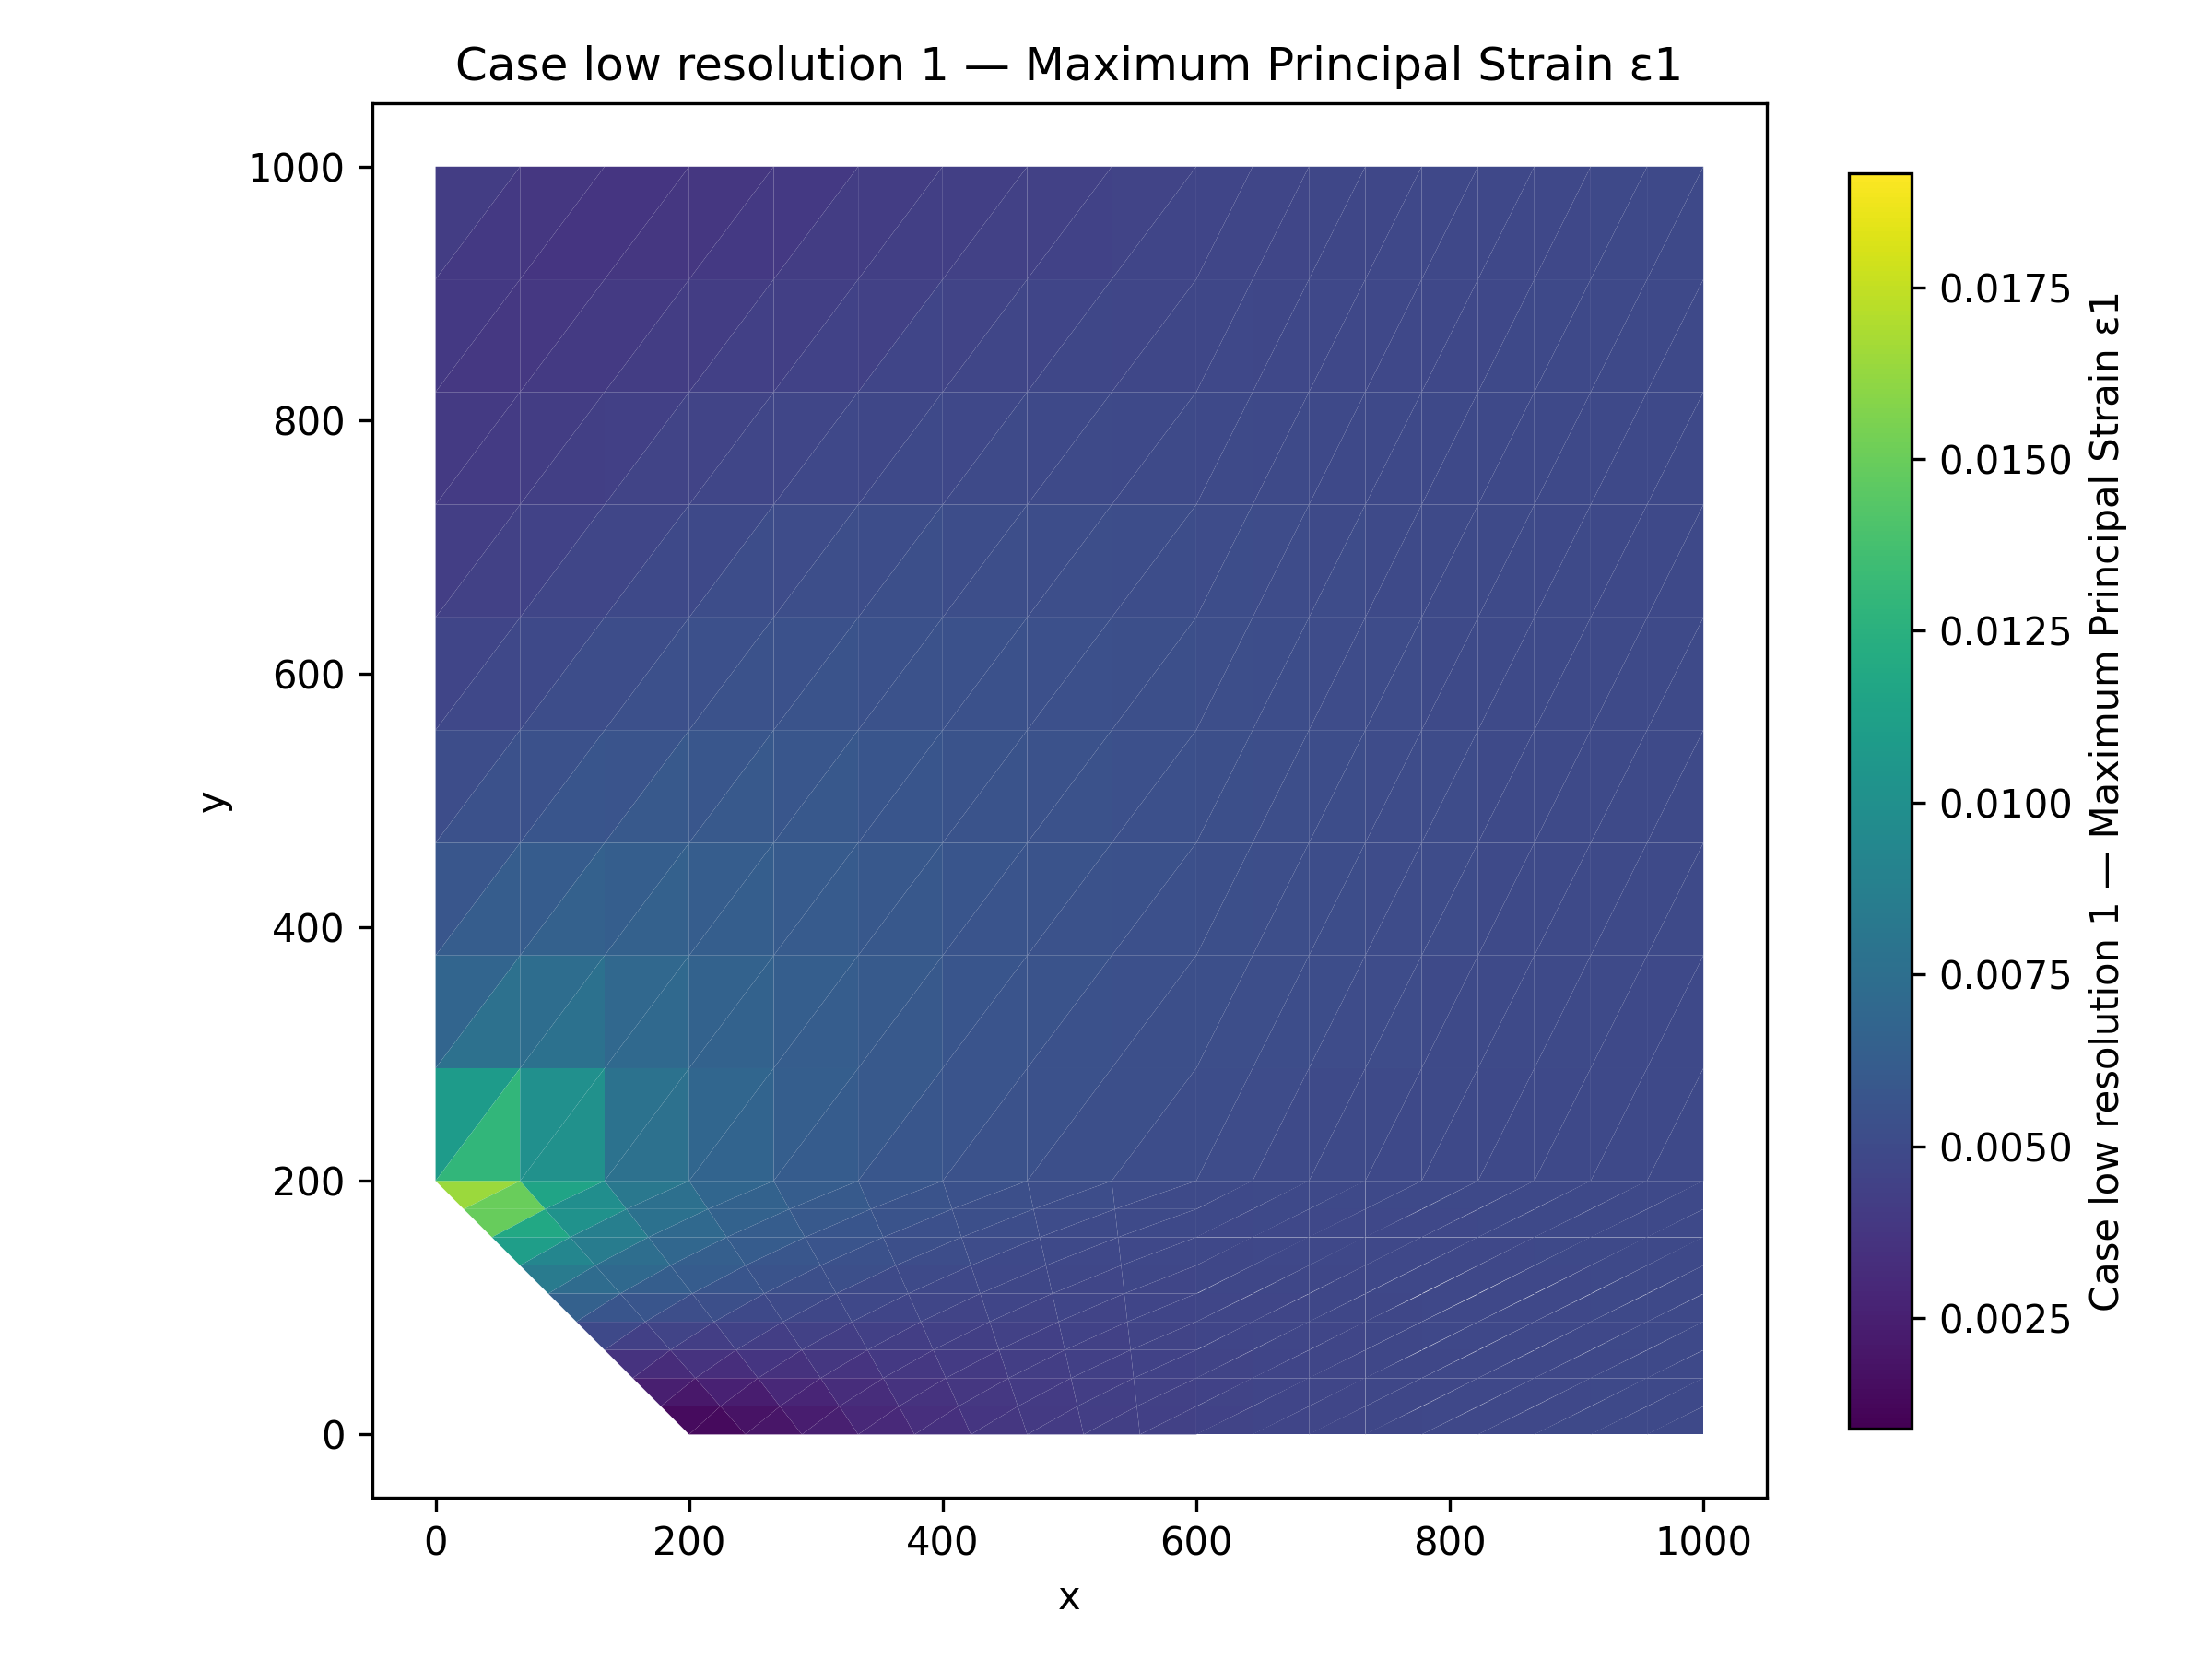 Case low resolution 1 — Maximum Principal Strain ε1
1000
800
600
400
200
0
y
0 200 400 600 800 1000
x
0.0175
0.0150
0.0125
0.0100
0.0075
0.0050
0.0025
Case low resolution 1 — Maximum Principal Strain ε1